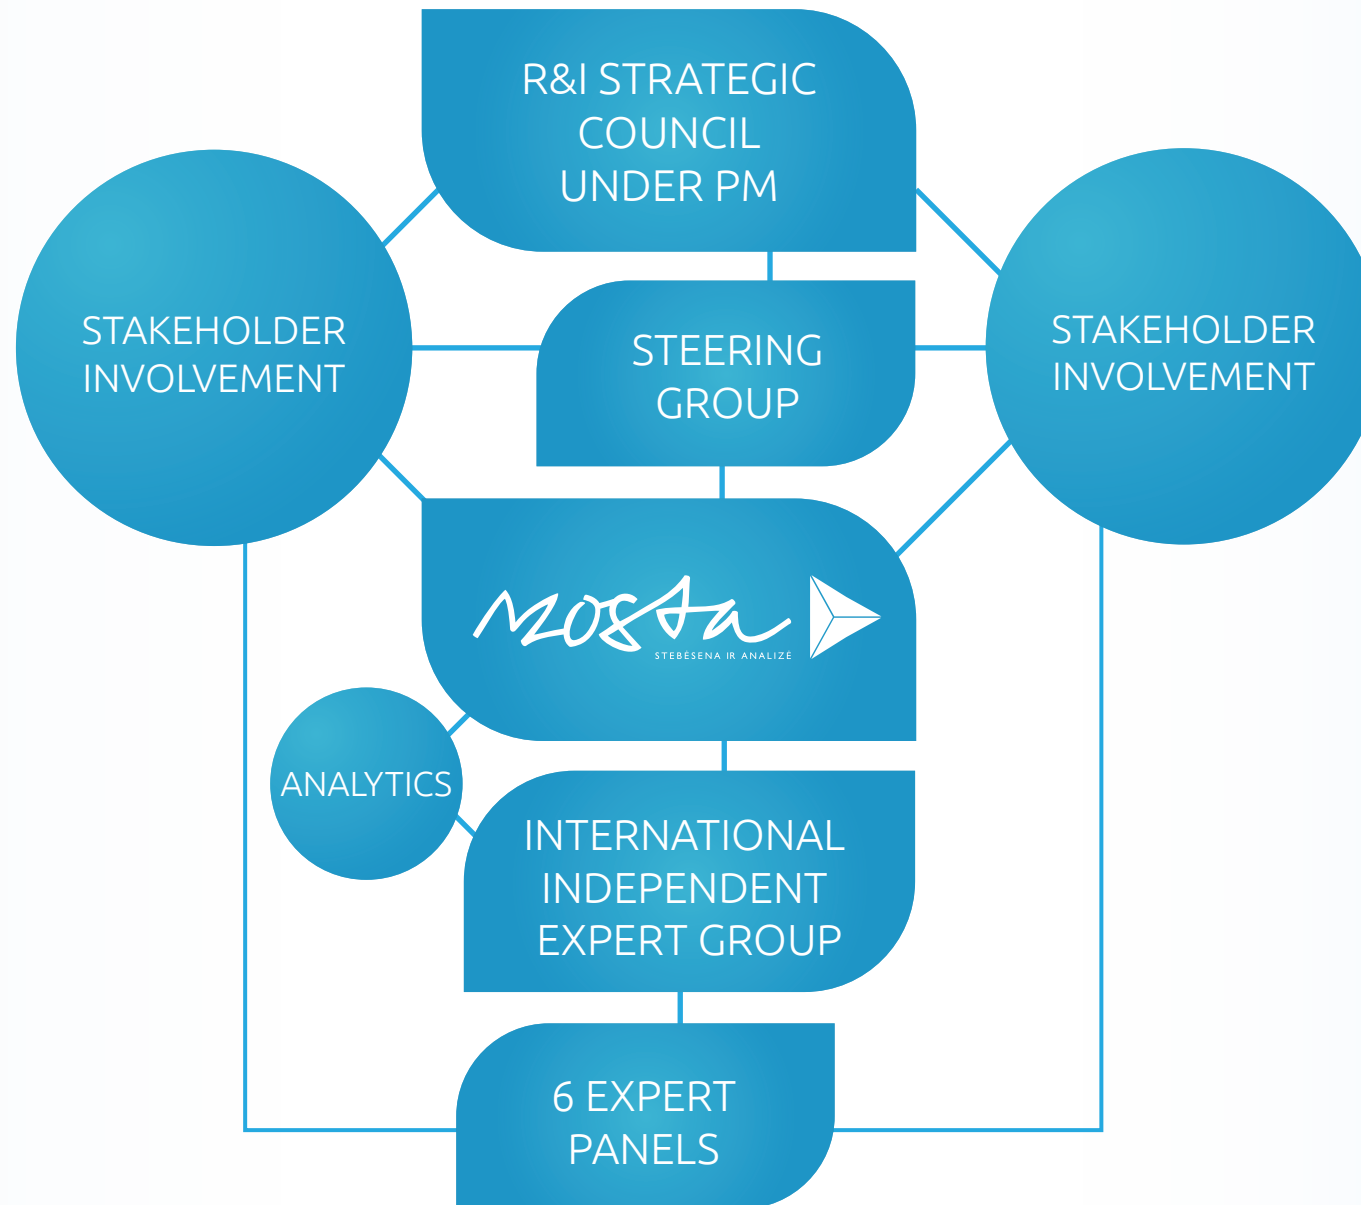 R&I STRATEGIC
COUNCIL
UNDER PM
STAKEHOLDER
INVOLVEMENT
STEERING
GROUP
STAKEHOLDER
INVOLVEMENT
mosta
STEBĖSENA IR ANALIZĖ
ANALYTICS
INTERNATIONAL
INDEPENDENT
EXPERT GROUP
6 EXPERT
PANELS